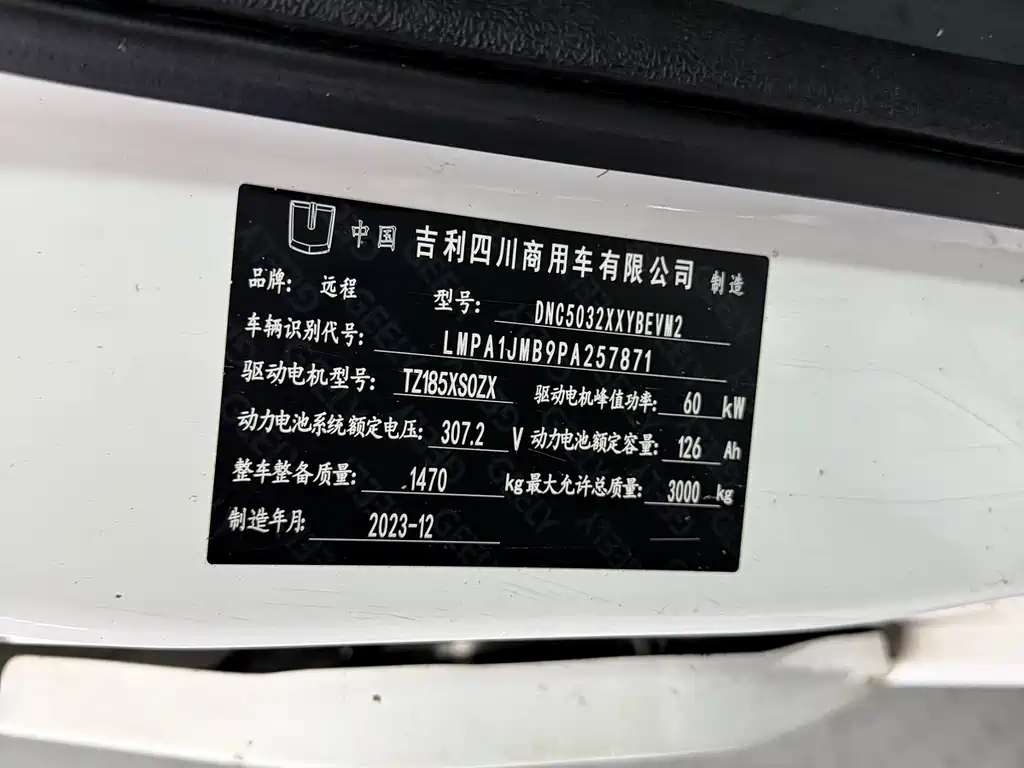 中国 吉利四川商用车有限公司 制造
品牌: 远程 型号: DNC5032XXYBEVM2
车辆识别代号: LMPA1JMB9PA257871
驱动电机型号: TZ185XS0ZX 驱动电机峰值功率: 60 kW
动力电池系统额定电压: 307.2 V 动力电池额定容量: 126 Ah
整车整备质量: 1470 kg 最大允许总质量: 3000 kg
制造年月: 2023-12